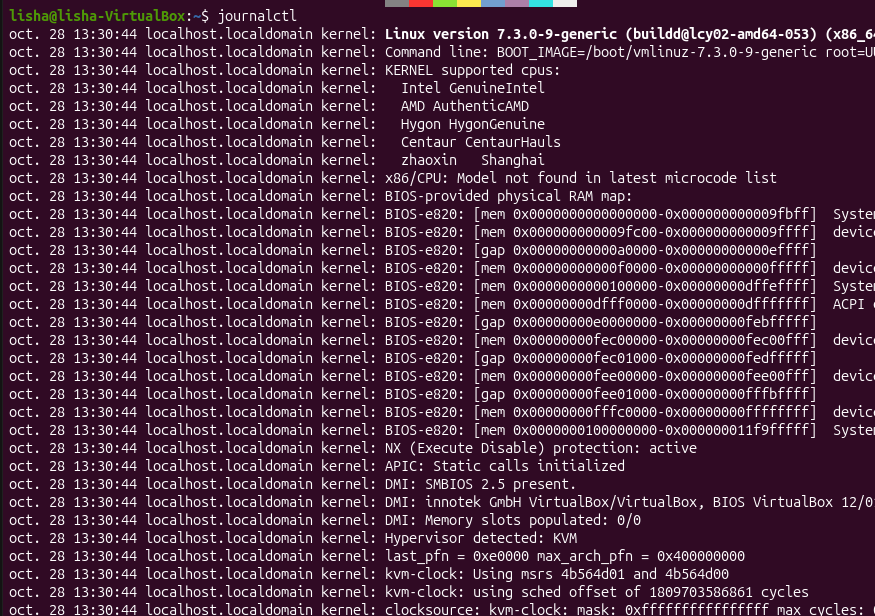 lisha@lisha-VirtualBox:~$ journalctl
oct. 28 13:30:44 localhost.localdomain kernel: Linux version 7.3.0-9-generic (buildd@lcy02-amd64-053) (x86_64
oct. 28 13:30:44 localhost.localdomain kernel: Command line: BOOT_IMAGE=/boot/vmlinuz-7.3.0-9-generic root=UU
oct. 28 13:30:44 localhost.localdomain kernel: KERNEL supported cpus:
oct. 28 13:30:44 localhost.localdomain kernel:   Intel GenuineIntel
oct. 28 13:30:44 localhost.localdomain kernel:   AMD AuthenticAMD
oct. 28 13:30:44 localhost.localdomain kernel:   Hygon HygonGenuine
oct. 28 13:30:44 localhost.localdomain kernel:   Centaur CentaurHauls
oct. 28 13:30:44 localhost.localdomain kernel:   zhaoxin   Shanghai
oct. 28 13:30:44 localhost.localdomain kernel: x86/CPU: Model not found in latest microcode list
oct. 28 13:30:44 localhost.localdomain kernel: BIOS-provided physical RAM map:
oct. 28 13:30:44 localhost.localdomain kernel: BIOS-e820: [mem 0x0000000000000000-0x000000000009fbff]  System
oct. 28 13:30:44 localhost.localdomain kernel: BIOS-e820: [mem 0x000000000009fc00-0x000000000009ffff]  device
oct. 28 13:30:44 localhost.localdomain kernel: BIOS-e820: [gap 0x00000000000a0000-0x00000000000effff]
oct. 28 13:30:44 localhost.localdomain kernel: BIOS-e820: [mem 0x00000000000f0000-0x00000000000fffff]  device
oct. 28 13:30:44 localhost.localdomain kernel: BIOS-e820: [mem 0x0000000000100000-0x00000000dffeffff]  System
oct. 28 13:30:44 localhost.localdomain kernel: BIOS-e820: [mem 0x00000000dfff0000-0x00000000dfffffff]  ACPI
oct. 28 13:30:44 localhost.localdomain kernel: BIOS-e820: [gap 0x00000000e0000000-0x00000000febfffff]
oct. 28 13:30:44 localhost.localdomain kernel: BIOS-e820: [mem 0x00000000fec00000-0x00000000fec00fff]  device
oct. 28 13:30:44 localhost.localdomain kernel: BIOS-e820: [gap 0x00000000fec01000-0x00000000fedfffff]
oct. 28 13:30:44 localhost.localdomain kernel: BIOS-e820: [mem 0x00000000fee00000-0x00000000fee00fff]  device
oct. 28 13:30:44 localhost.localdomain kernel: BIOS-e820: [gap 0x00000000fee01000-0x00000000fffbffff]
oct. 28 13:30:44 localhost.localdomain kernel: BIOS-e820: [mem 0x00000000fffc0000-0x00000000ffffffff]  device
oct. 28 13:30:44 localhost.localdomain kernel: BIOS-e820: [mem 0x0000000100000000-0x000000011f9fffff]  System
oct. 28 13:30:44 localhost.localdomain kernel: NX (Execute Disable) protection: active
oct. 28 13:30:44 localhost.localdomain kernel: APIC: Static calls initialized
oct. 28 13:30:44 localhost.localdomain kernel: DMI: SMBIOS 2.5 present.
oct. 28 13:30:44 localhost.localdomain kernel: DMI: innotek GmbH VirtualBox/VirtualBox, BIOS VirtualBox 12/0
oct. 28 13:30:44 localhost.localdomain kernel: DMI: Memory slots populated: 0/0
oct. 28 13:30:44 localhost.localdomain kernel: Hypervisor detected: KVM
oct. 28 13:30:44 localhost.localdomain kernel: last_pfn = 0xe0000 max_arch_pfn = 0x400000000
oct. 28 13:30:44 localhost.localdomain kernel: kvm-clock: Using msrs 4b564d01 and 4b564d00
oct. 28 13:30:44 localhost.localdomain kernel: kvm-clock: using sched offset of 1809703586861 cycles
oct. 28 13:30:44 localhost.localdomain kernel: clocksource: kvm-clock: mask: 0xffffffffffffffff max_cycles: